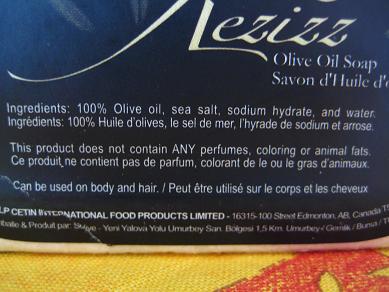 Lezizz
Olive Oil Soap
Savon d'Huile d'o
Ingredients: 100% Olive oil, sea salt, sodium hydrate, and water.
Ingrédients: 100% Huile d'olives, le sel de mer, l'hyrade de sodium et arrose.
This product does not contain ANY perfumes, coloring or animal fats.
Ce produit ne contient pas de parfum, colorant de le ou le gras d'animaux.
Can be used on body and hair. / Peut être utilisé sur le corps et les cheveux
LP CETIN INTERNATIONAL FOOD PRODUCTS LIMITED - 16315-100 Street Edmonton, AB, Canada
& Produit par: - Yeni Yalova Yolu Umurbey San. Bölgesi 1,5 Km. Umurbey / Gemlik / Bursa /